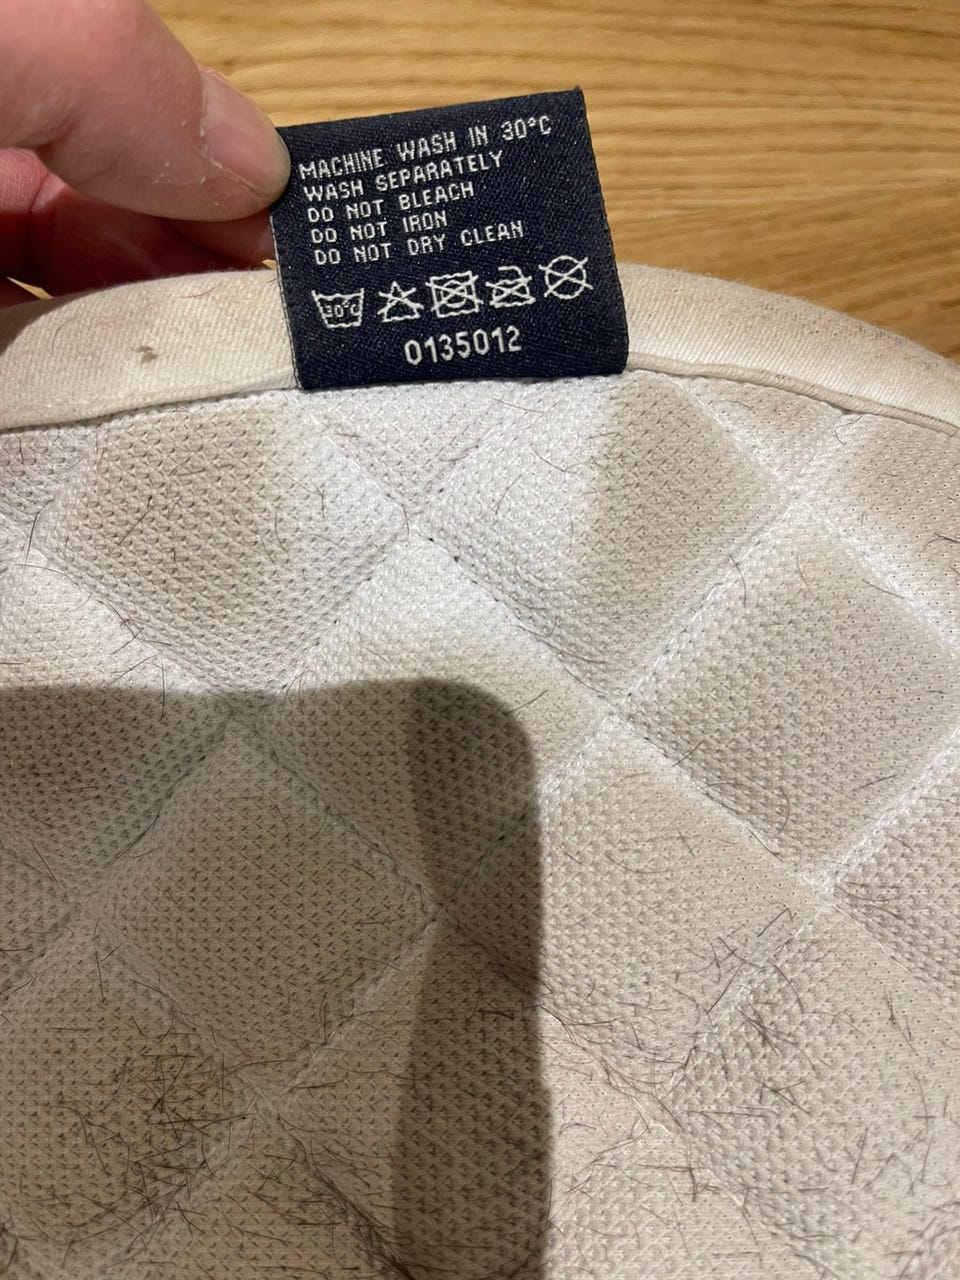 MACHINE WASH IN 30°C
WASH SEPARATELY
DO NOT BLEACH
DO NOT IRON
DO NOT DRY CLEAN
30°C
0135012